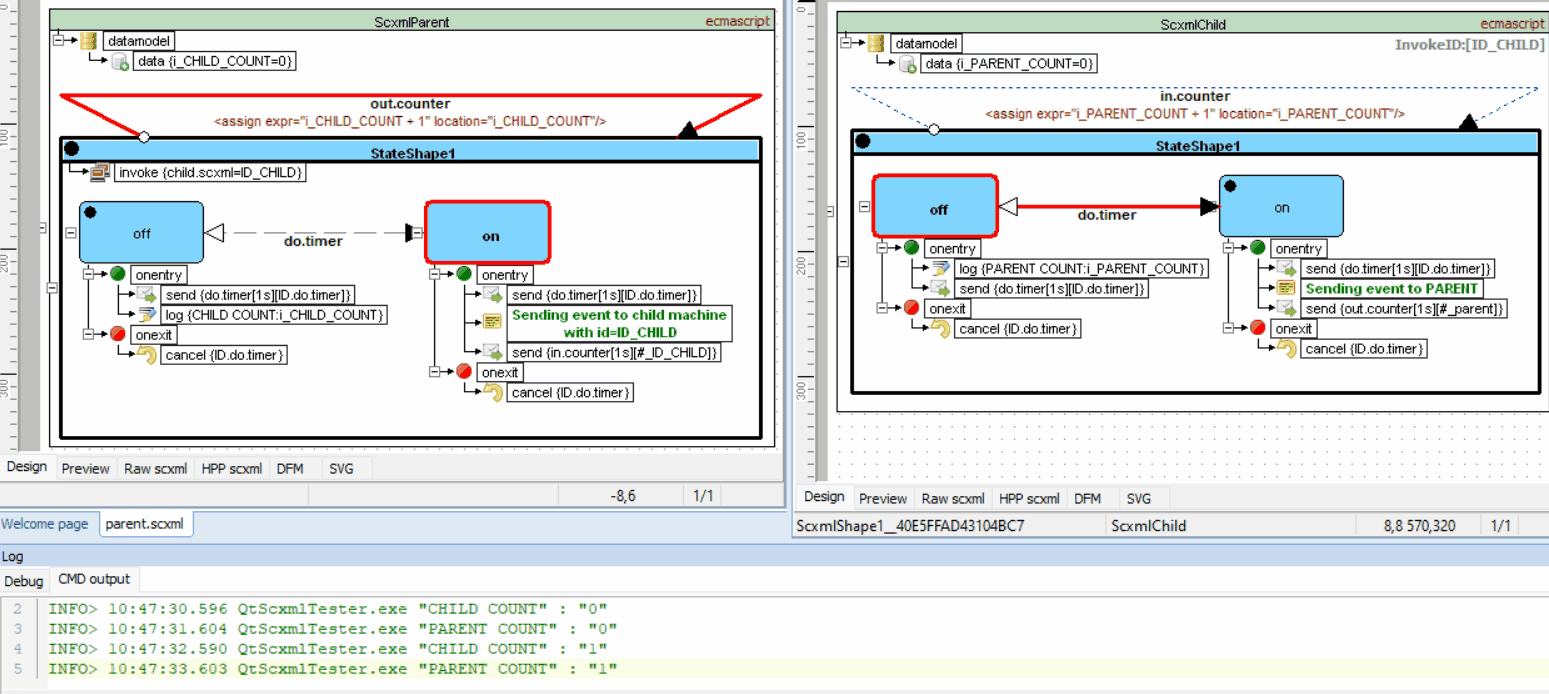 ScxmlParent
ecmascript
datamodel
data {i_CHILD_COUNT=0}
out.counter
<assign expr="i_CHILD_COUNT + 1" location="i_CHILD_COUNT"/>
100
StateShape1
invoke {child.scxml=ID_CHILD}
off
do.timer
on
200
onentry
send {do.timer[1s][ID.do.timer]}
log {CHILD COUNT:i_CHILD_COUNT}
onexit
cancel {ID.do.timer}
onentry
send {do.timer[1s][ID.do.timer]}
Sending event to child machine
with id=ID_CHILD
send {in.counter[1s][#_ID_CHILD]}
onexit
cancel {ID.do.timer}
300
Design Preview Raw scxml HPP scxml DFM SVG
-8,6 1/1
Welcome page parent.scxml
0
ScxmlChild
ecmascript
InvokeID:[ID_CHILD]
datamodel
data {i_PARENT_COUNT=0}
in.counter
<assign expr="i_PARENT_COUNT + 1" location="i_PARENT_COUNT"/>
100
StateShape1
off
do.timer
on
200
onentry
log {PARENT COUNT:i_PARENT_COUNT}
send {do.timer[1s][ID.do.timer]}
onexit
cancel {ID.do.timer}
onentry
send {do.timer[1s][ID.do.timer]}
Sending event to PARENT
send {out.counter[1s][#_parent]}
onexit
cancel {ID.do.timer}
300
Design Preview Raw scxml HPP scxml DFM SVG
ScxmlShape1__40E5FFAD43104BC7 ScxmlChild 8,8 570,320 1/1
Log
Debug CMD output
2 INFO> 10:47:30.596 QtScxmlTester.exe "CHILD COUNT" : "0"
3 INFO> 10:47:31.604 QtScxmlTester.exe "PARENT COUNT" : "0"
4 INFO> 10:47:32.590 QtScxmlTester.exe "CHILD COUNT" : "1"
5 INFO> 10:47:33.603 QtScxmlTester.exe "PARENT COUNT" : "1"